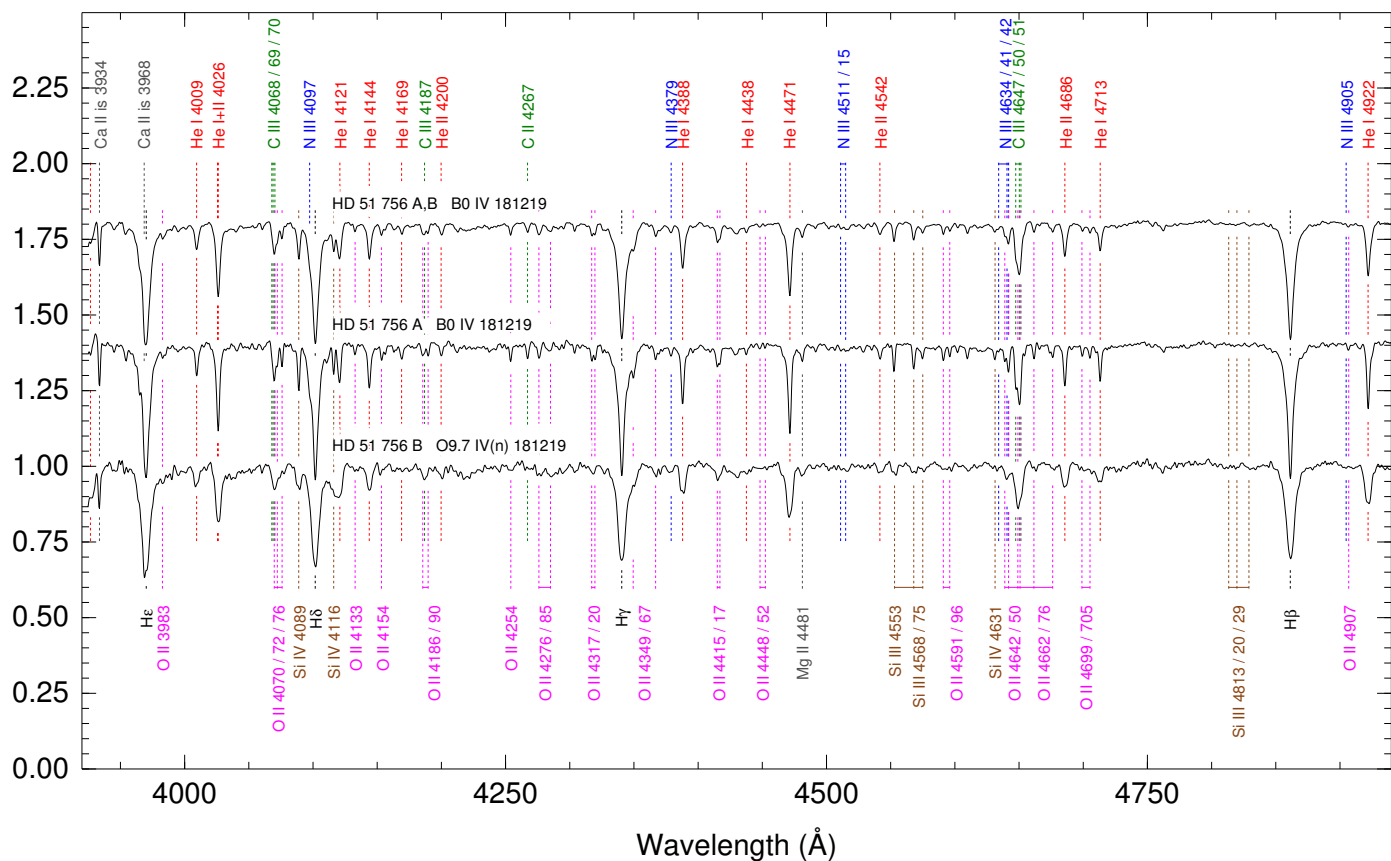 Ca II is 3934
Ca II is 3968
He I 4009
He I+II 4026
C III 4068 / 69 / 70
N III 4097
He I 4121
He I 4144
He I 4169
C III 4187
He II 4200
C II 4267
N III 4379
He I 4388
He I 4438
He I 4471
N III 4511 / 15
He II 4542
N III 4634 / 41 / 42
C III 4647 / 50 / 51
He II 4686
He I 4713
N III 4905
He I 4922
2.25
2.00
1.75
1.50
1.25
1.00
0.75
0.50
0.25
0.00
HD 51 756 A,B B0 IV 181219
HD 51 756 A B0 IV 181219
HD 51 756 B O9.7 IV(n) 181219
Hε
O II 3983
O II 4070 / 72 / 76
Si IV 4089
Hδ
Si IV 4116
O II 4133
O II 4154
O II 4186 / 90
O II 4254
O II 4276 / 85
O II 4317 / 20
Hγ
O II 4349 / 67
O II 4415 / 17
O II 4448 / 52
Mg II 4481
Si III 4553
Si III 4568 / 75
O II 4591 / 96
Si IV 4631
O II 4642 / 50
O II 4662 / 76
O II 4699 / 705
Si III 4813 / 20 / 29
Hβ
O II 4907
4000
4250
4500
4750
Wavelength (Å)